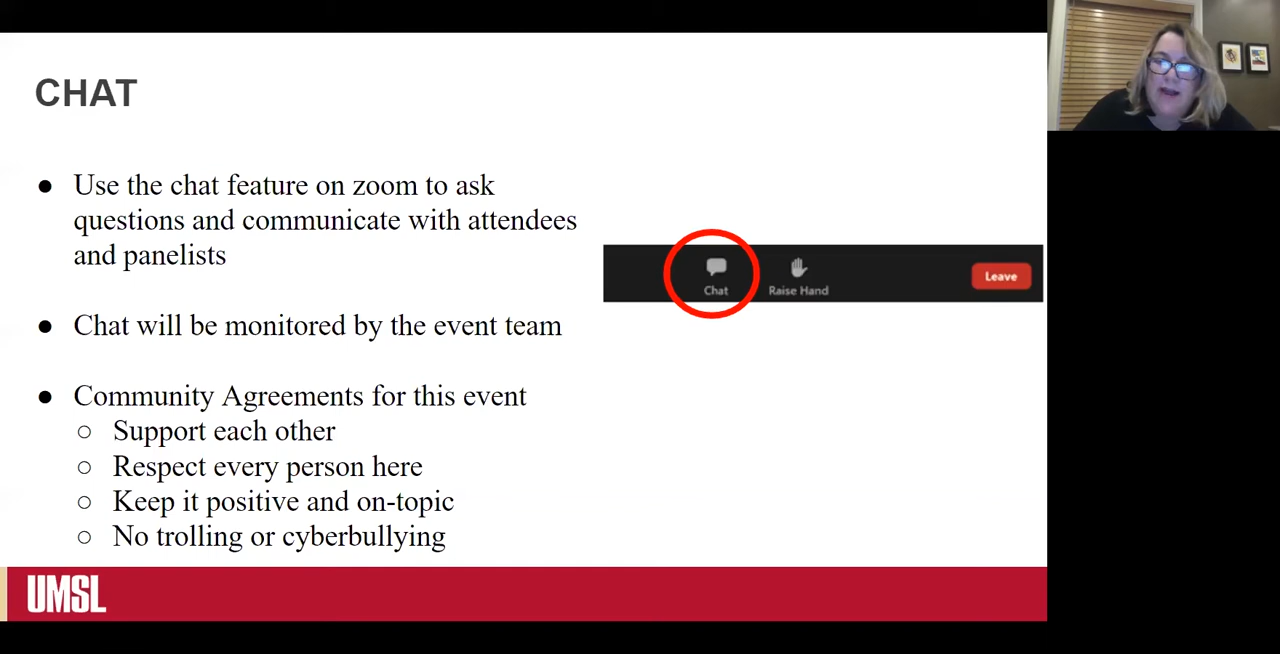 CHAT
● Use the chat feature on zoom to ask
questions and communicate with attendees
and panelists
● Chat will be monitored by the event team
● Community Agreements for this event
○ Support each other
○ Respect every person here
○ Keep it positive and on-topic
○ No trolling or cyberbullying
Chat
Raise Hand
Leave
UMSL